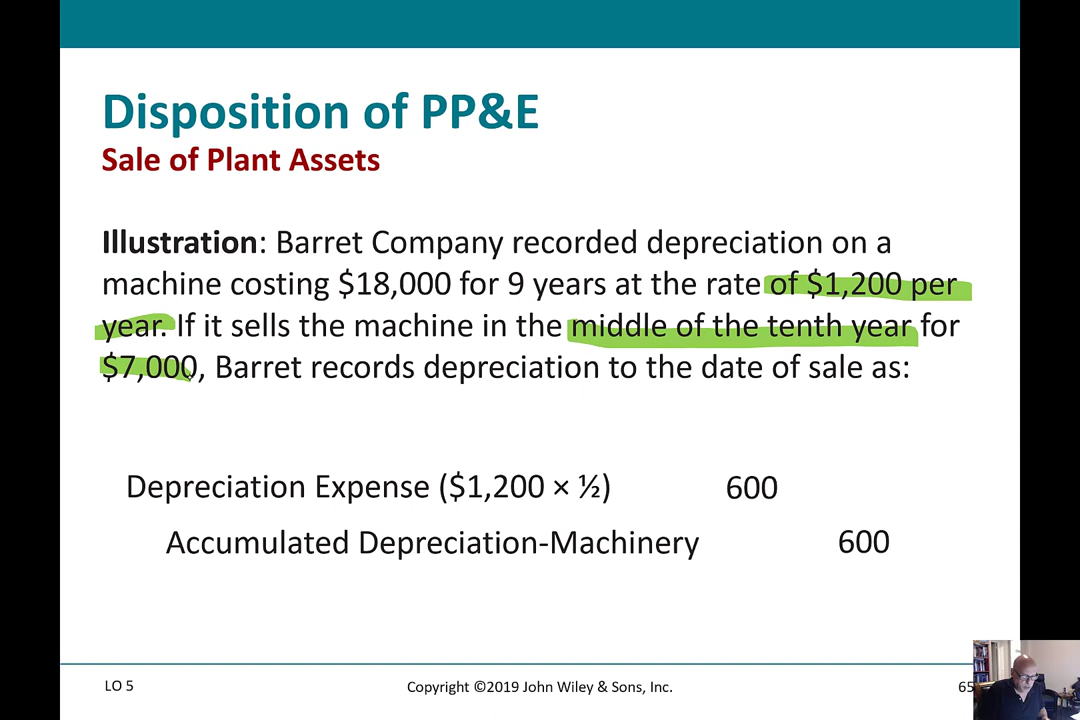 Disposition of PP&E
Sale of Plant Assets
Illustration: Barret Company recorded depreciation on a
machine costing $18,000 for 9 years at the rate of $1,200 per
year. If it sells the machine in the middle of the tenth year for
$7,000, Barret records depreciation to the date of sale as:
Depreciation Expense ($1,200 × ½) 600
Accumulated Depreciation-Machinery 600
LO 5 Copyright ©2019 John Wiley & Sons, Inc. 65